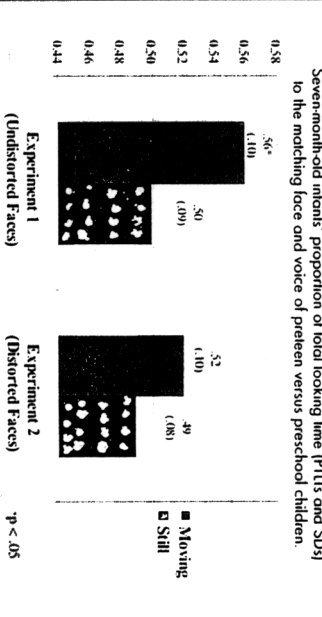 Seven-month-old infants' proportion of total looking time (PTLTs and SDs)
to the matching face and voice of preteen versus preschool children.
0.58
0.56
0.54
0.52
0.50
0.48
0.46
0.44
.56*
(.10)
.50
(.09)
.52
(.10)
.49
(.08)
Moving
Still
Experiment 1
(Undistorted Faces)
Experiment 2
(Distorted Faces)
*p < .05